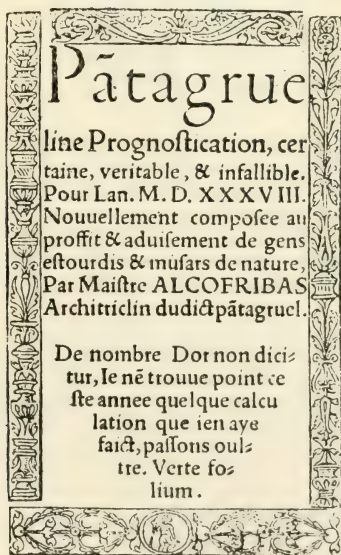 Pãtagrue
line Prognoſtication, cer
taine, veritable, & infallible.
Pour Lan. M. D. XXXVIII.
Nouuellement compoſee au
proffit & aduiſement de gens
eſtourdis & muſars de nature,
Par Maiſtre ALCOFRIBAS
Architriclin dudict pãtagruel.
De nombre Dor non dici⸗
tur, Ie nẽ trouue point ce
ſte annee quelque calcu
lation que ien aye
faict, paſſons oul⸗
tre. Verte fo⸗
lium.